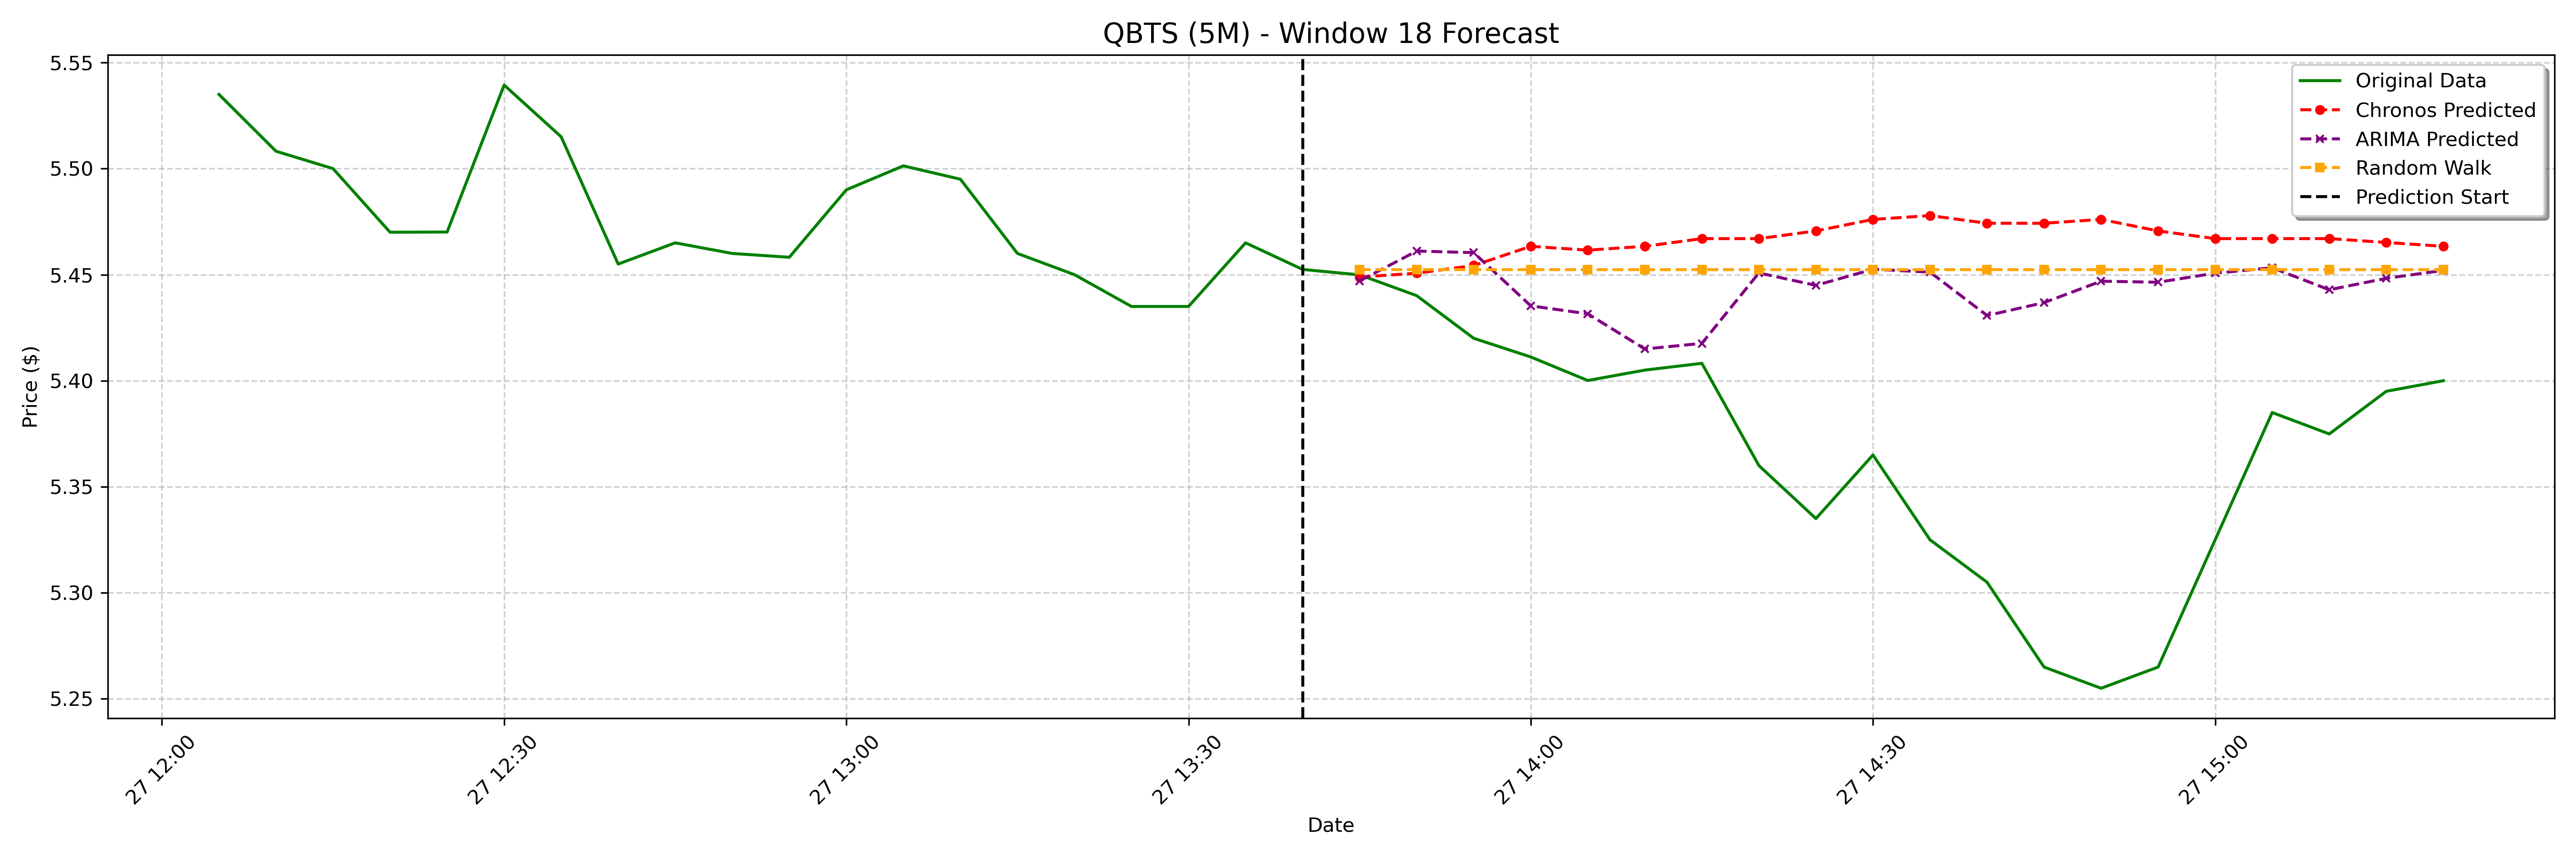 QBTS (5M) - Window 18 Forecast
Original Data
Chronos Predicted
ARIMA Predicted
Random Walk
Prediction Start
Price ($)
5.55
5.50
5.45
5.40
5.35
5.30
5.25
27 12:00
27 12:30
27 13:00
27 13:30
27 14:00
27 14:30
27 15:00
Date